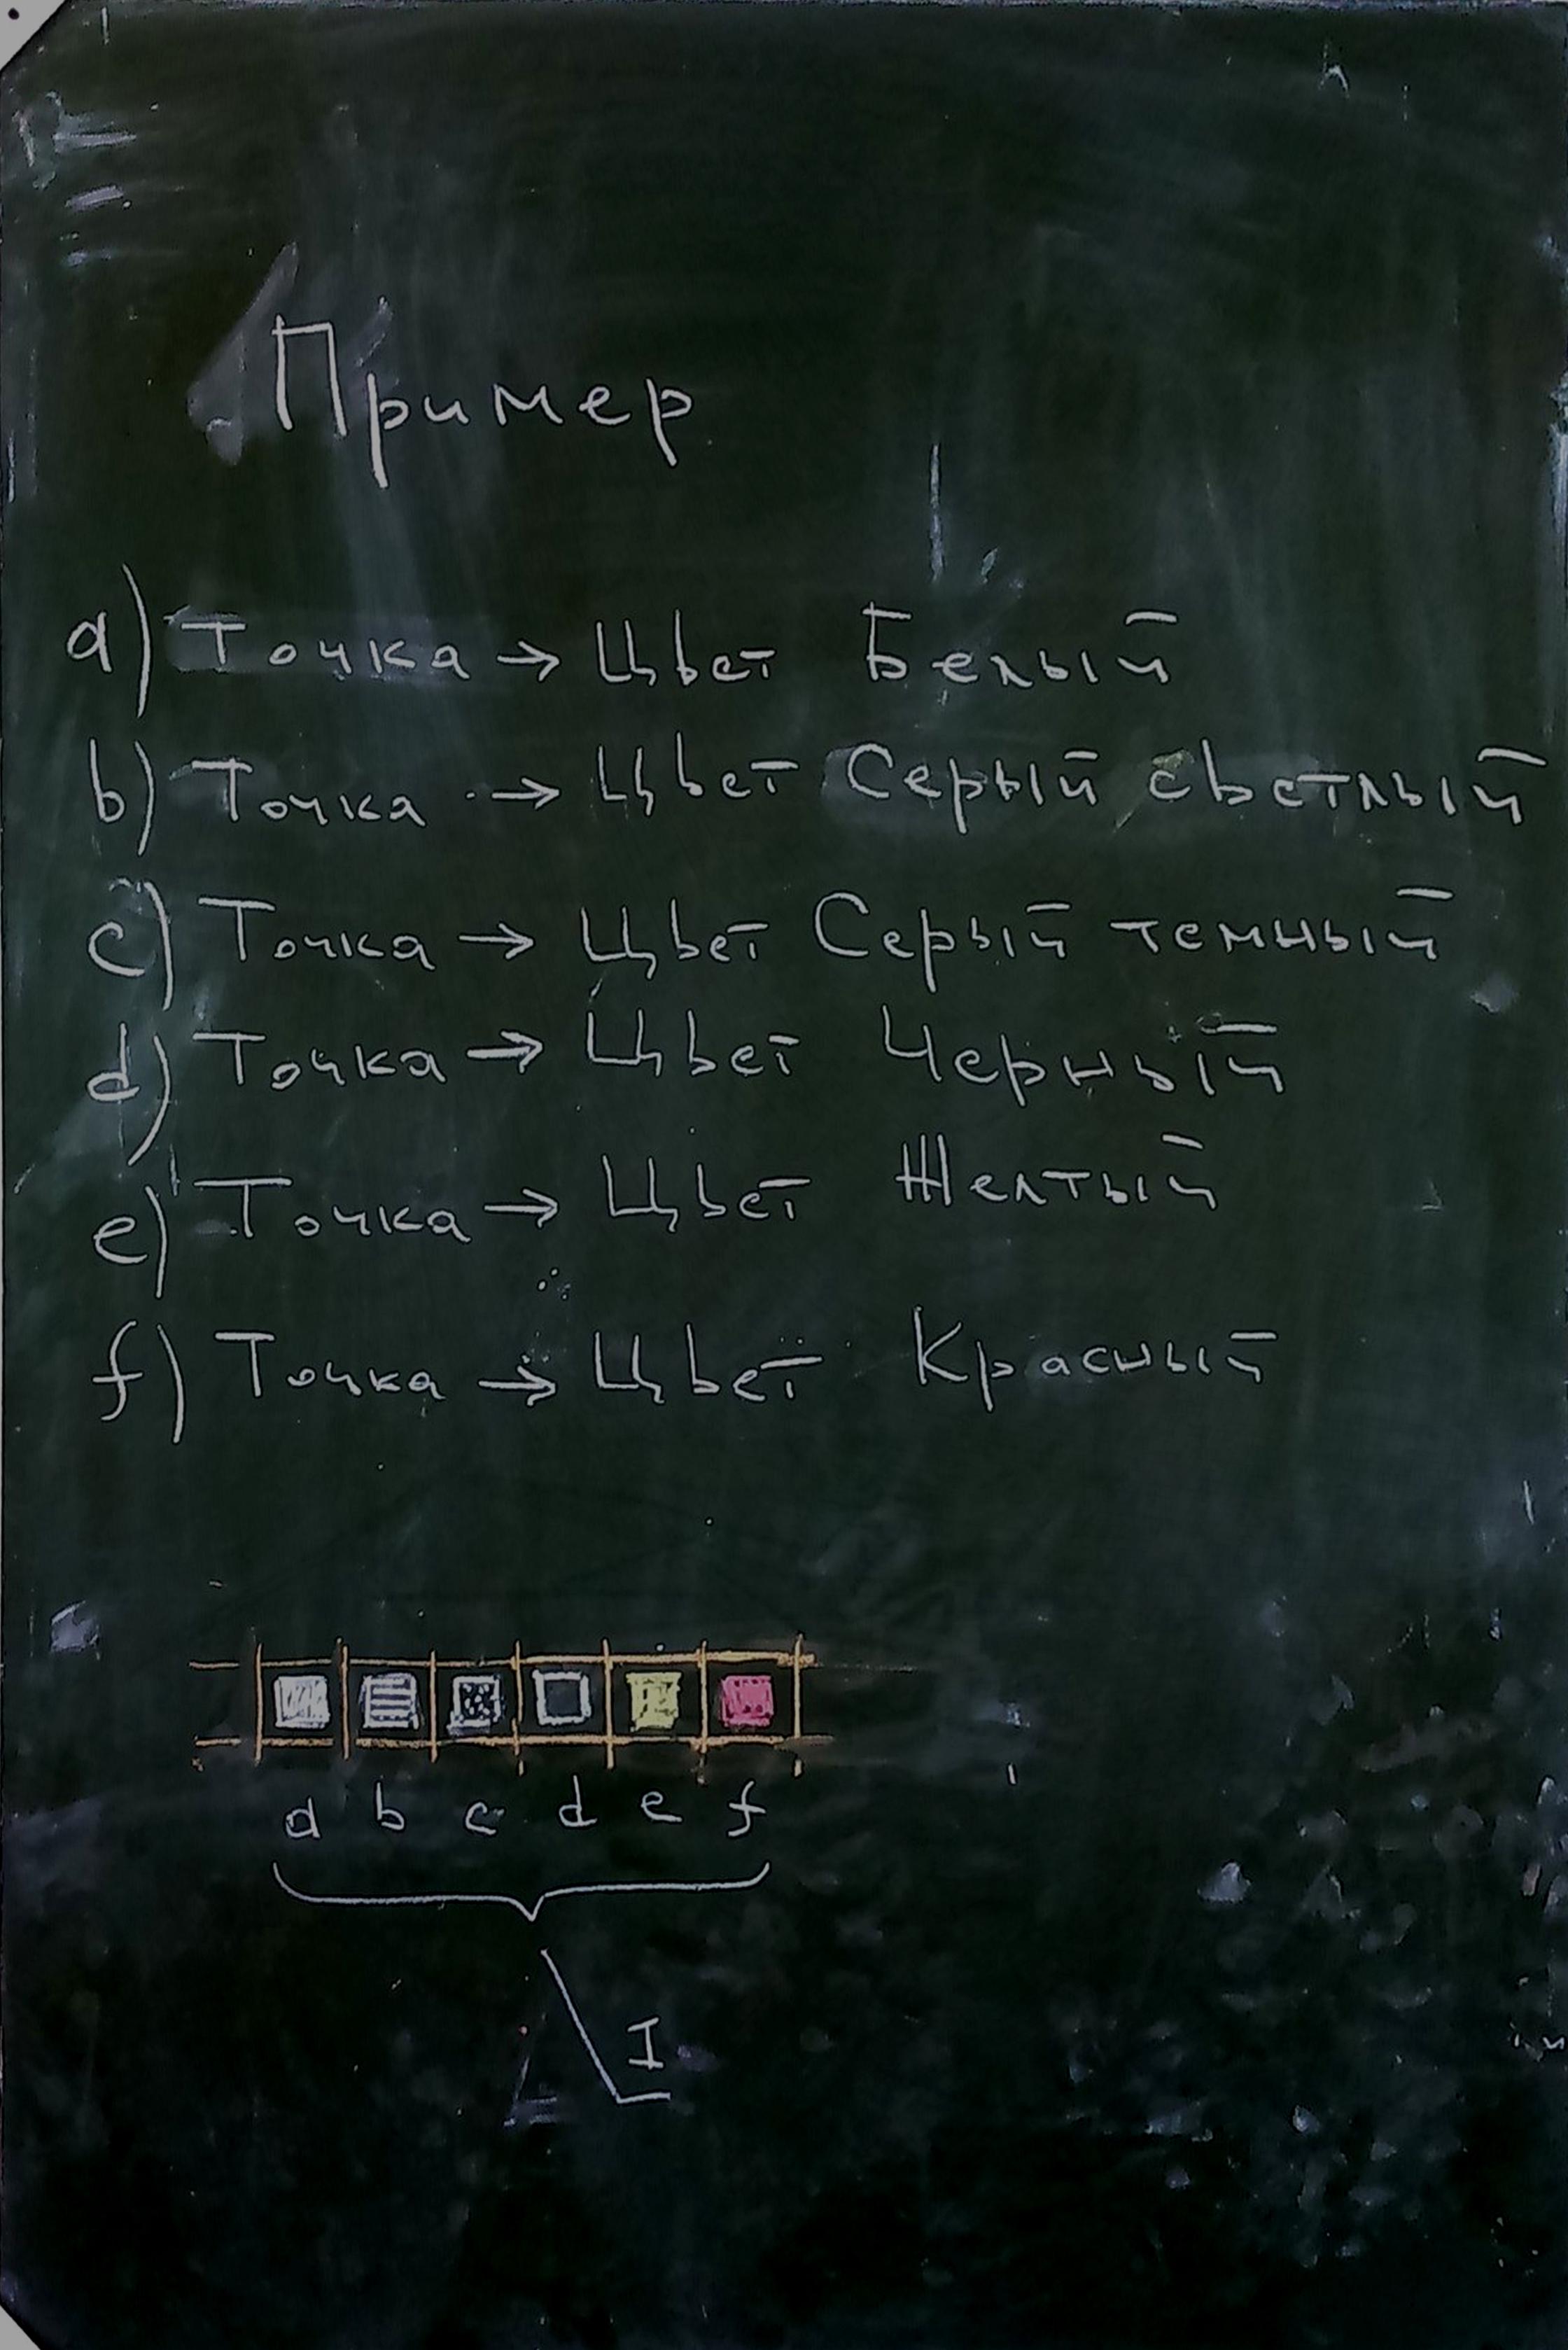 Пример
a) Точка → Цвет Белый
b) Точка → Цвет Серый светлый
c) Точка → Цвет Серый темный
d) Точка → Цвет Черный
e) Точка → Цвет Желтый
f) Точка → Цвет Красный
a b c d e f
I